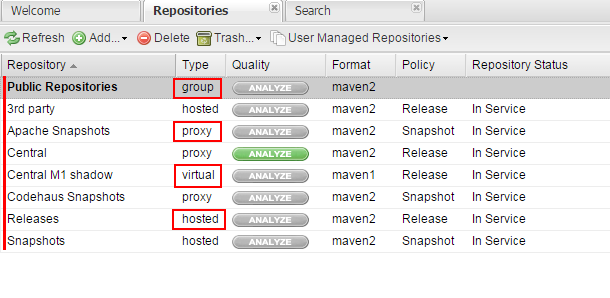 Welcome Repositories Search
Refresh Add... Delete Trash... User Managed Repositories
Repository Type Quality Format Policy Repository Status
Public Repositories group ANALYZE maven2
3rd party hosted ANALYZE maven2 Release In Service
Apache Snapshots proxy ANALYZE maven2 Snapshot In Service
Central proxy ANALYZE maven2 Release In Service
Central M1 shadow virtual ANALYZE maven1 Release In Service
Codehaus Snapshots proxy ANALYZE maven2 Snapshot In Service
Releases hosted ANALYZE maven2 Release In Service
Snapshots hosted ANALYZE maven2 Snapshot In Service